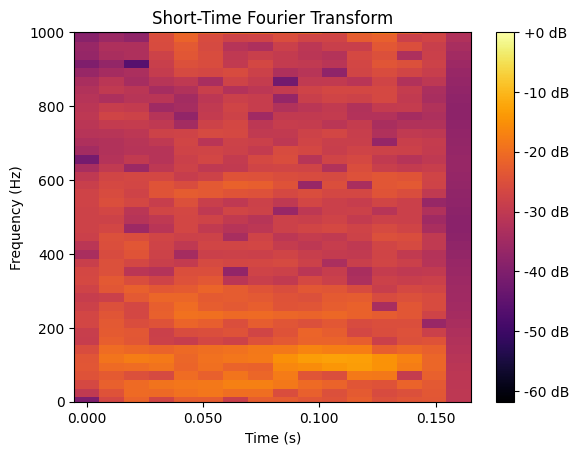 Short-Time Fourier Transform
1000
800
600
400
200
0
Frequency (Hz)
0.000
0.050
0.100
0.150
Time (s)
+0 dB
-10 dB
-20 dB
-30 dB
-40 dB
-50 dB
-60 dB